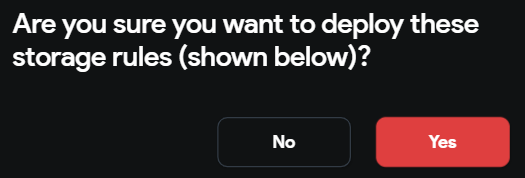 Are you sure you want to deploy these
storage rules (shown below)?
No
Yes